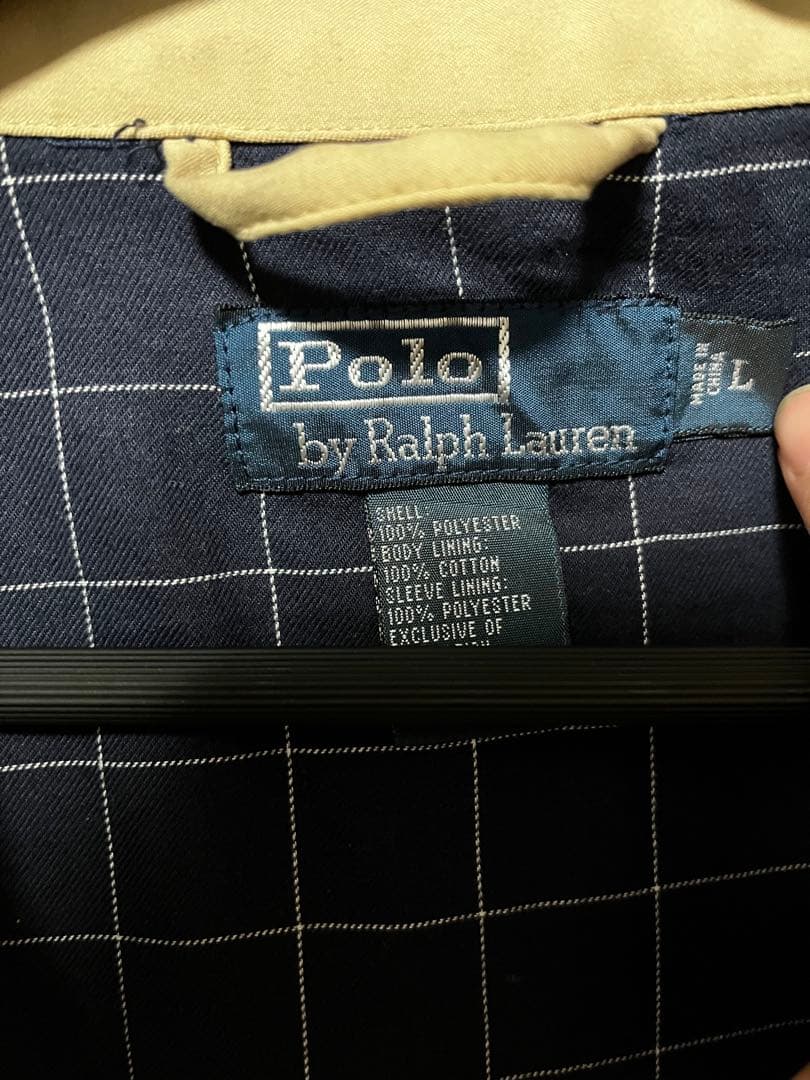 Polo
by Ralph Lauren
MADE IN
CHINA
L
SHELL:
100% POLYESTER
BODY LINING:
100% COTTON
SLEEVE LINING:
100% POLYESTER
EXCLUSIVE OF